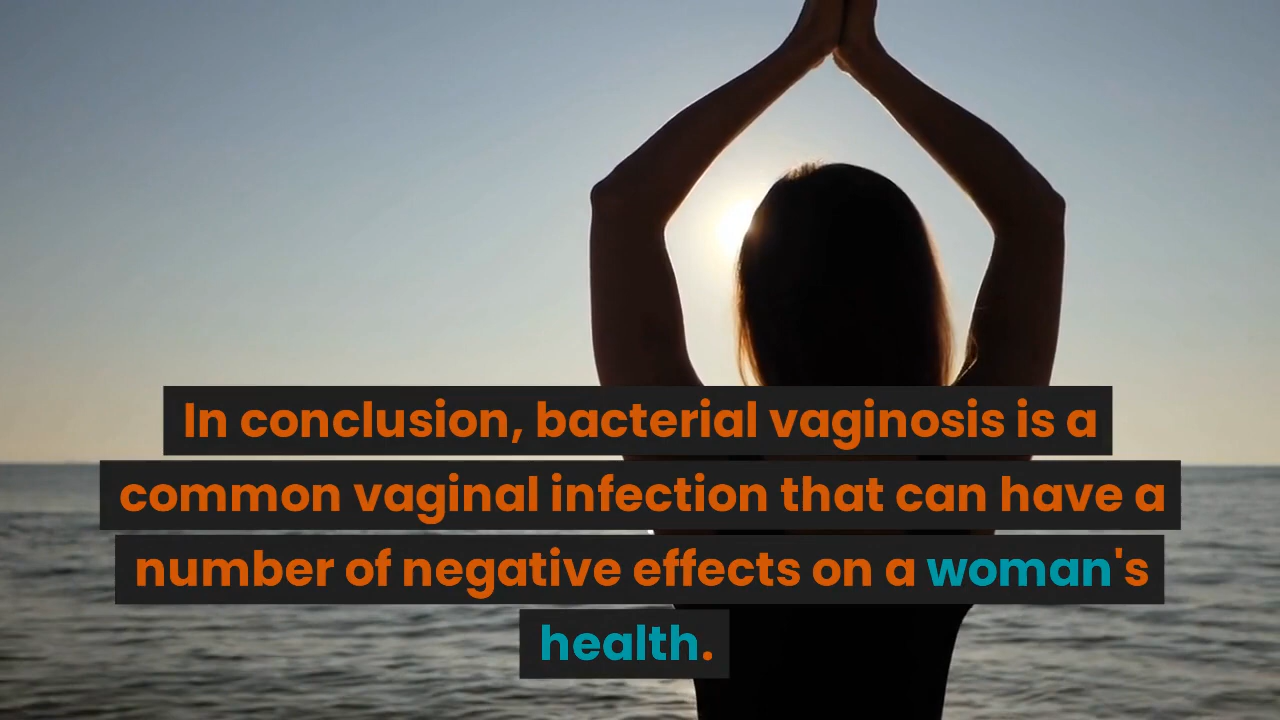 In conclusion, bacterial vaginosis is a
common vaginal infection that can have a
number of negative effects on a woman's
health.